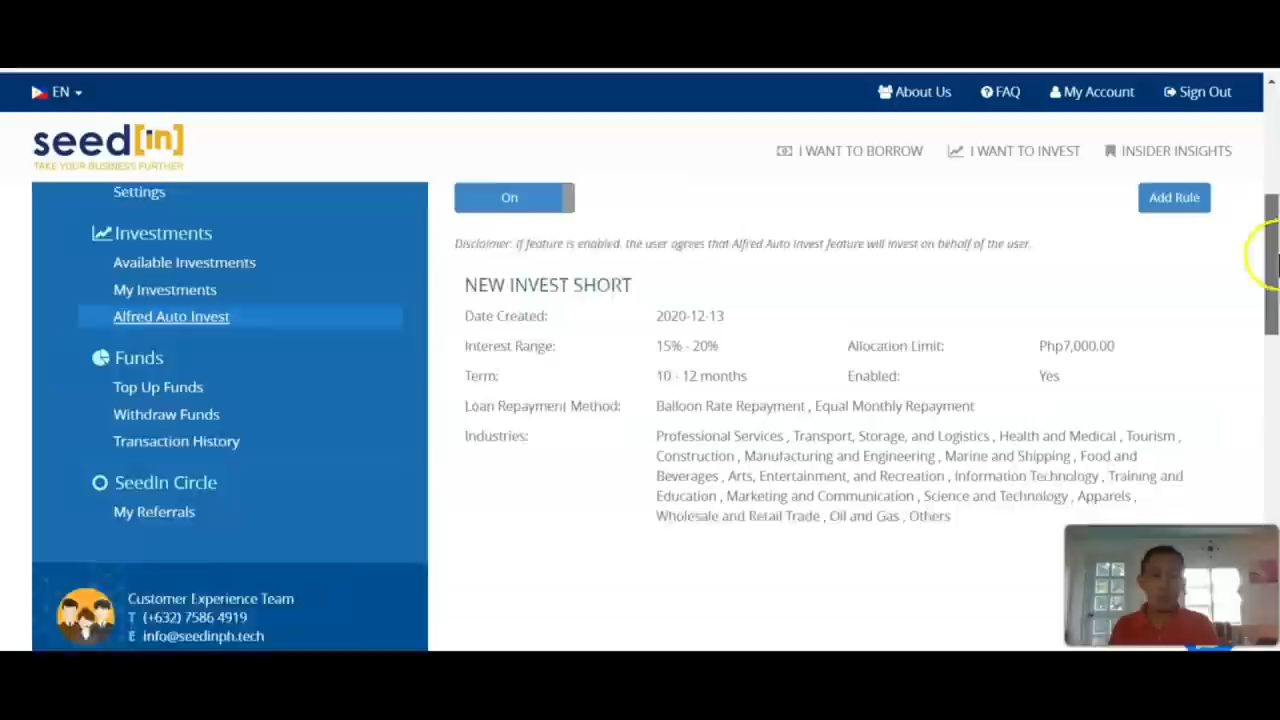 EN
About Us
FAQ
My Account
Sign Out
seed[in]
TAKE YOUR BUSINESS FURTHER
I WANT TO BORROW
I WANT TO INVEST
INSIDER INSIGHTS
Settings
Investments
Available Investments
My Investments
Alfred Auto Invest
Funds
Top Up Funds
Withdraw Funds
Transaction History
SeedIn Circle
My Referrals
Customer Experience Team
T (+632) 7586 4919
E info@seedinph.tech
On
Add Rule
Disclaimer: If feature is enabled, the user agrees that Alfred Auto Invest feature will invest on behalf of the user.
NEW INVEST SHORT
Date Created: 2020-12-13
Interest Range: 15% - 20% Allocation Limit: Php7,000.00
Term: 10 - 12 months Enabled: Yes
Loan Repayment Method: Balloon Rate Repayment , Equal Monthly Repayment
Industries: Professional Services , Transport, Storage, and Logistics , Health and Medical , Tourism ,
Construction , Manufacturing and Engineering , Marine and Shipping , Food and
Beverages , Arts, Entertainment, and Recreation , Information Technology , Training and
Education , Marketing and Communication , Science and Technology , Apparels ,
Wholesale and Retail Trade , Oil and Gas , Others